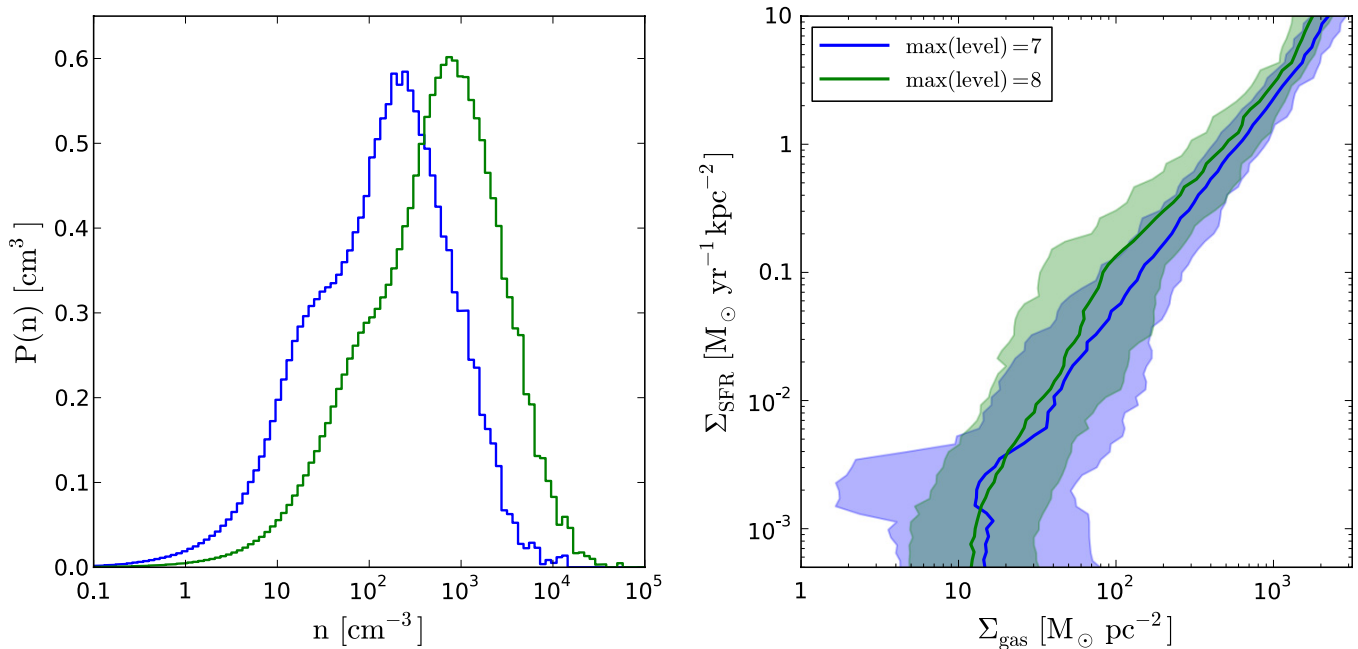 0.6
0.5
0.4
0.3
0.2
0.1
0.0
P(n) [cm³]
0.1 1 10 10² 10³ 10⁴ 10⁵
n [cm⁻³]
max(level)=7
max(level)=8
10
1
0.1
10⁻²
10⁻³
Σ_SFR [M_⊙ yr⁻¹kpc⁻²]
1 10 10² 10³
Σ_gas [M_⊙ pc⁻²]